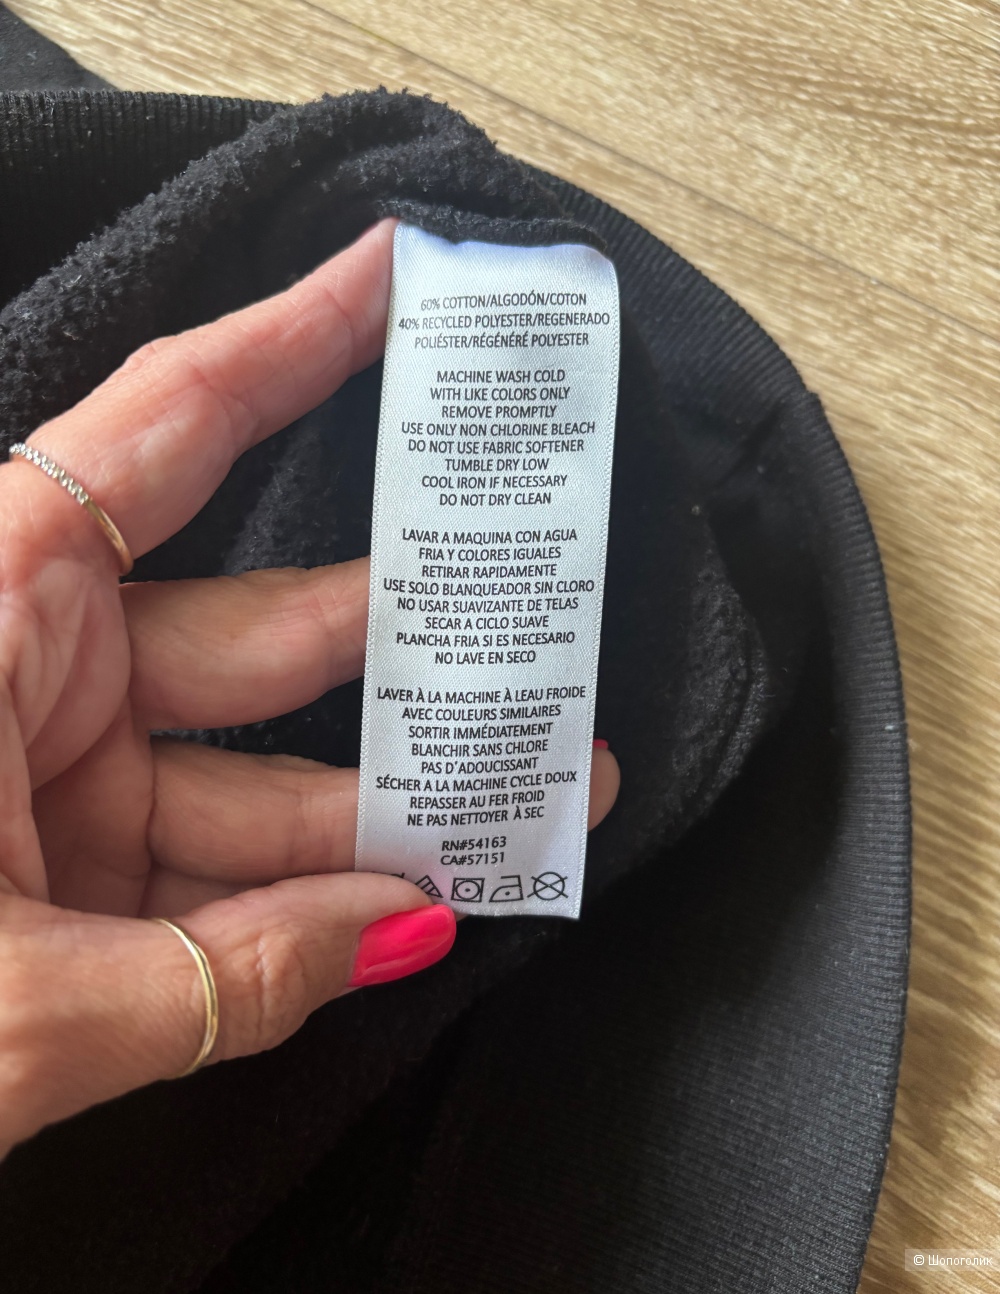 60% COTTON/ALGODÓN/COTON
40% RECYCLED POLYESTER/REGENERADO
POLIÉSTER/RÉGÉNÉRÉ POLYESTER
MACHINE WASH COLD
WITH LIKE COLORS ONLY
REMOVE PROMPTLY
USE ONLY NON CHLORINE BLEACH
DO NOT USE FABRIC SOFTENER
TUMBLE DRY LOW
COOL IRON IF NECESSARY
DO NOT DRY CLEAN
LAVAR A MAQUINA CON AGUA
FRIA Y COLORES IGUALES
RETIRAR RAPIDAMENTE
USE SOLO BLANQUEADOR SIN CLORO
NO USAR SUAVIZANTE DE TELAS
SECAR A CICLO SUAVE
PLANCHA FRIA SI ES NECESARIO
NO LAVE EN SECO
LAVER À LA MACHINE À LEAU FROIDE
AVEC COULEURS SIMILAIRES
SORTIR IMMÉDIATEMENT
BLANCHIR SANS CHLORE
PAS D'ADOUCISSANT
SÉCHER A LA MACHINE CYCLE DOUX
REPASSER AU FER FROID
NE PAS NETTOYER À SEC
RN#54163
CA#57151
© Шопоголик